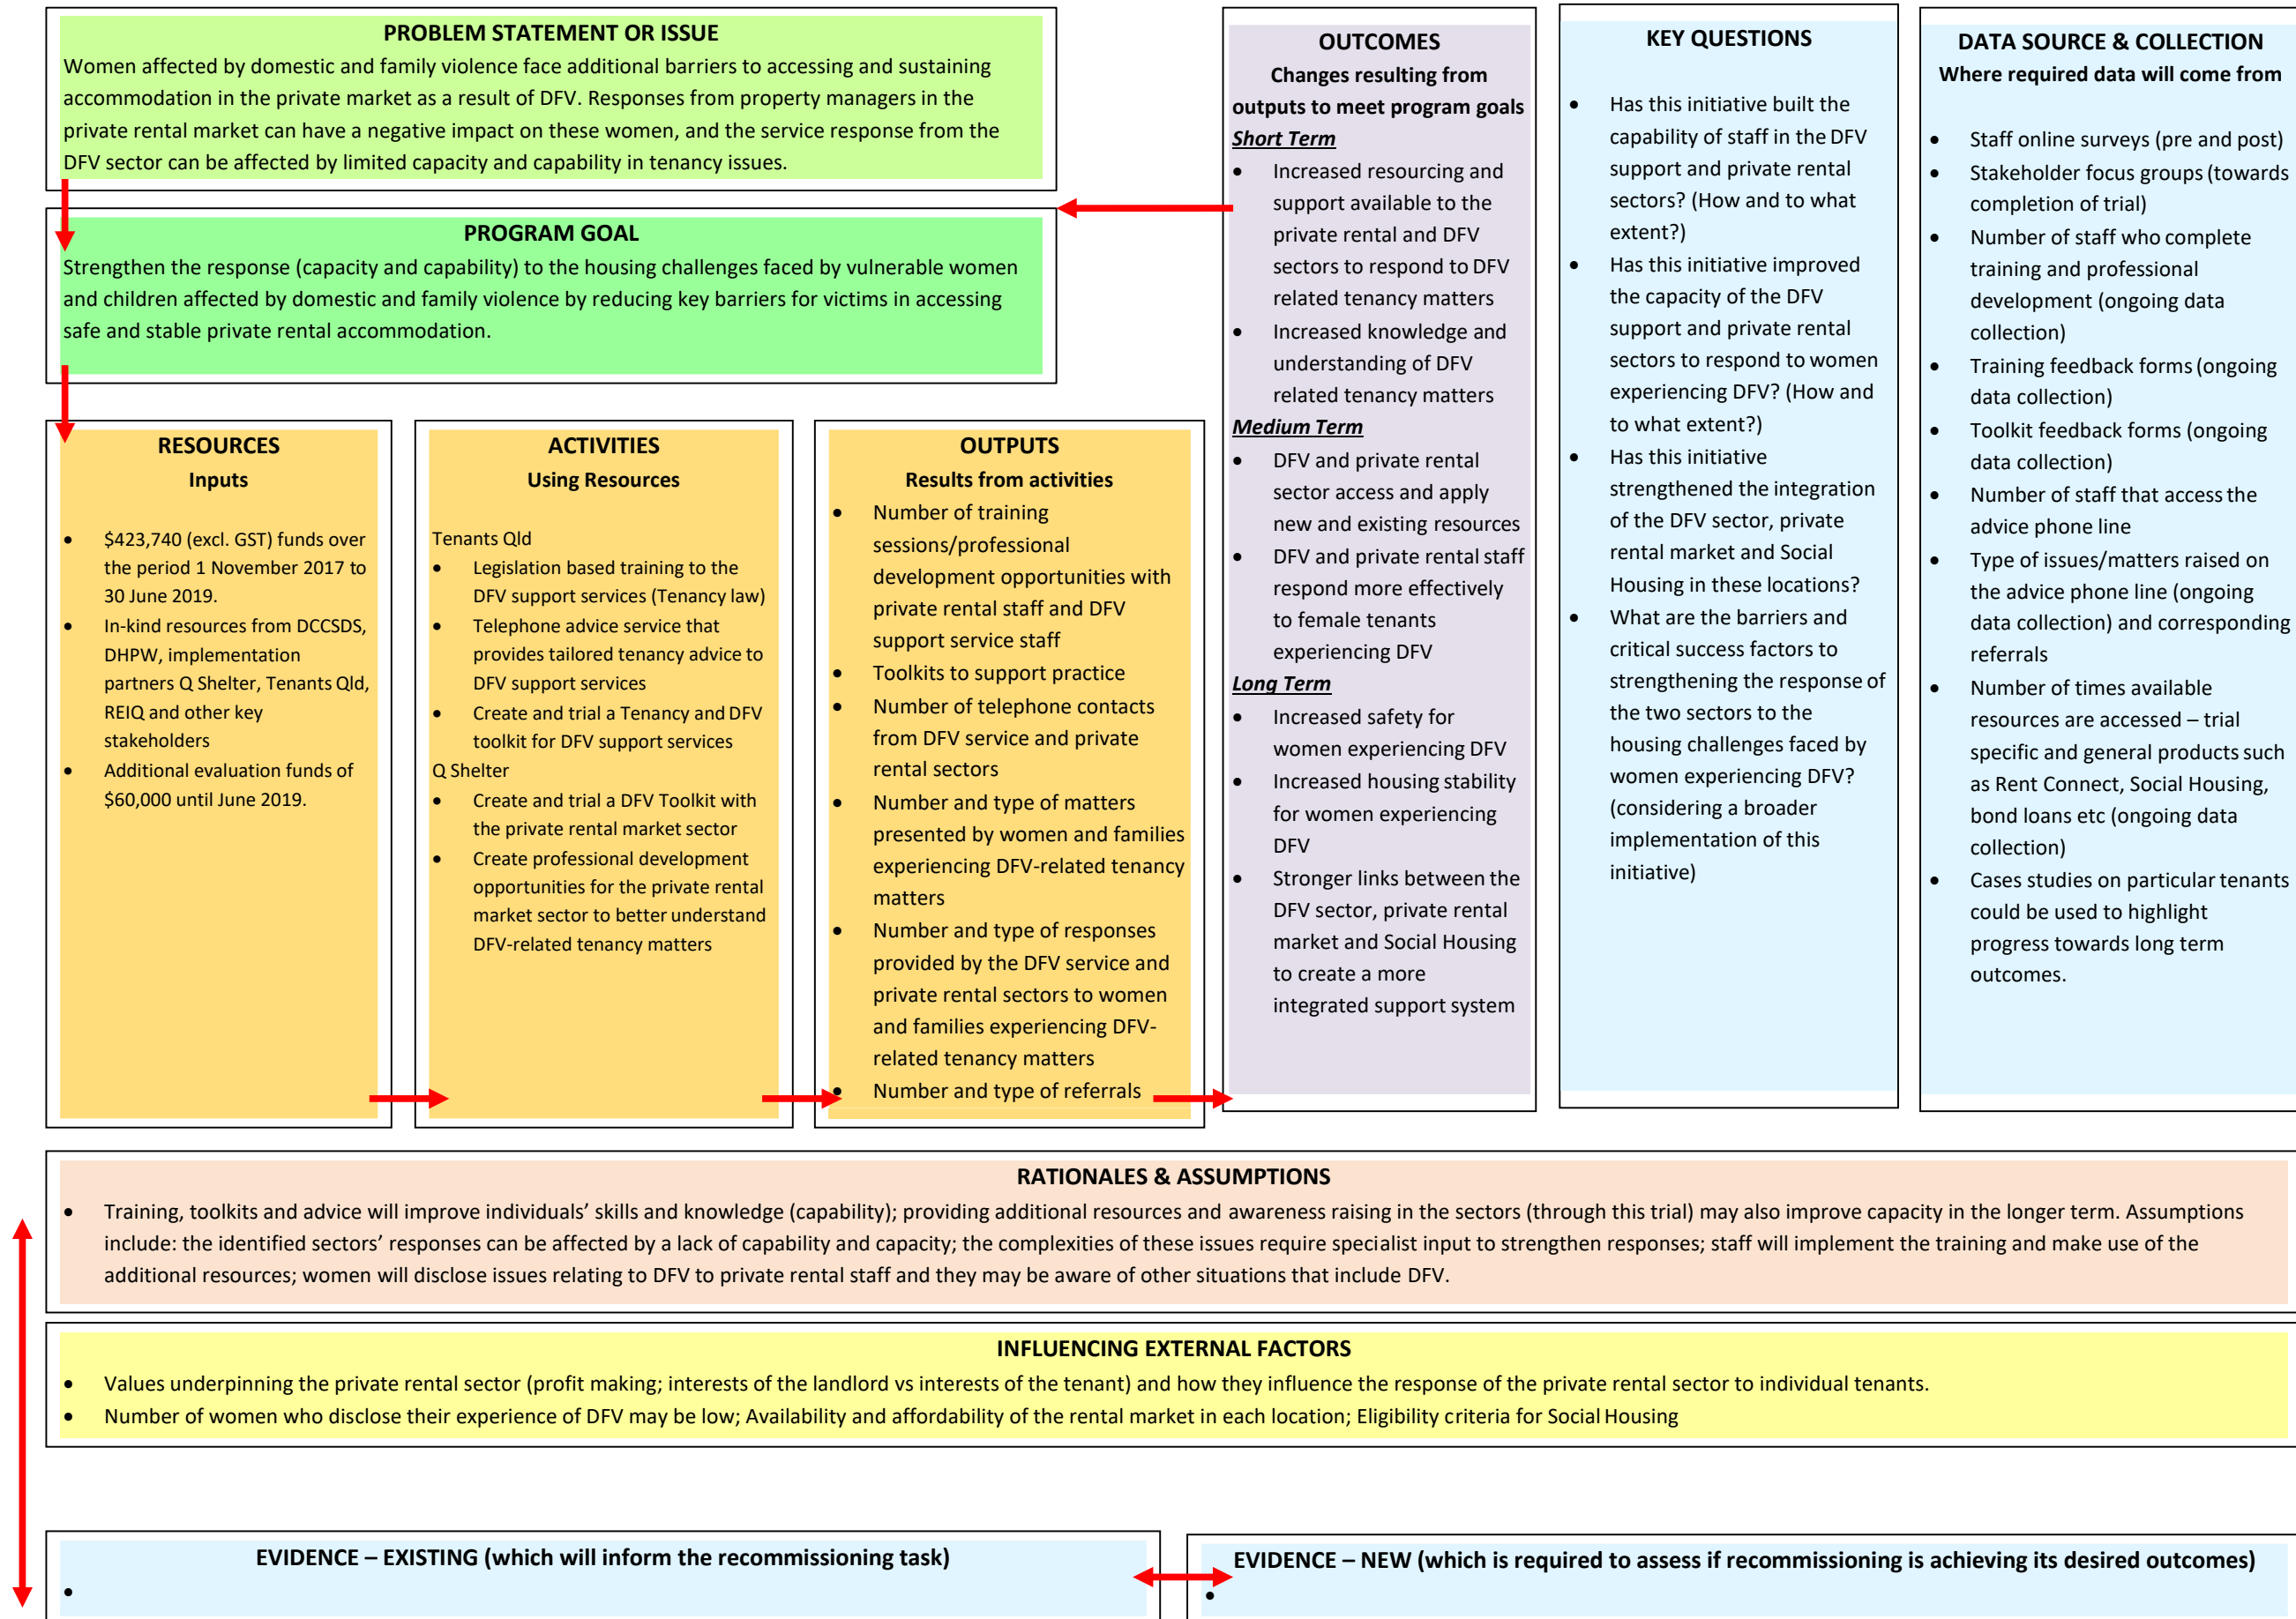 PROBLEM STATEMENT OR ISSUE
Women affected by domestic and family violence face additional barriers to accessing and sustaining
accommodation in the private market as a result of DFV. Responses from property managers in the
private rental market can have a negative impact on these women, and the service response from the
DFV sector can be affected by limited capacity and capability in tenancy issues.
PROGRAM GOAL
Strengthen the response (capacity and capability) to the housing challenges faced by vulnerable women
and children affected by domestic and family violence by reducing key barriers for victims in accessing
safe and stable private rental accommodation.
RESOURCES
Inputs
• $423,740 (excl. GST) funds over
the period 1 November 2017 to
30 June 2019.
• In-kind resources from DCCSDS,
DHPW, implementation
partners Q Shelter, Tenants Qld,
REIQ and other key
stakeholders
• Additional evaluation funds of
$60,000 until June 2019.
ACTIVITIES
Using Resources
Tenants Qld
• Legislation based training to the
DFV support services (Tenancy law)
• Telephone advice service that
provides tailored tenancy advice to
DFV support services
• Create and trial a Tenancy and DFV
toolkit for DFV support services
Q Shelter
• Create and trial a DFV Toolkit with
the private rental market sector
• Create professional development
opportunities for the private rental
market sector to better understand
DFV-related tenancy matters
OUTPUTS
Results from activities
• Number of training
sessions/professional
development opportunities with
private rental staff and DFV
support service staff
• Toolkits to support practice
• Number of telephone contacts
from DFV service and private
rental sectors
• Number and type of matters
presented by women and families
experiencing DFV-related tenancy
matters
• Number and type of responses
provided by the DFV service and
private rental sectors to women
and families experiencing DFV-
related tenancy matters
• Number and type of referrals
OUTCOMES
Changes resulting from
outputs to meet program goals
Short Term
• Increased resourcing and
support available to the
private rental and DFV
sectors to respond to DFV
related tenancy matters
• Increased knowledge and
understanding of DFV
related tenancy matters
Medium Term
• DFV and private rental
sector access and apply
new and existing resources
• DFV and private rental staff
respond more effectively
to female tenants
experiencing DFV
Long Term
• Increased safety for
women experiencing DFV
• Increased housing stability
for women experiencing
DFV
• Stronger links between the
DFV sector, private rental
market and Social Housing
to create a more
integrated support system
KEY QUESTIONS
• Has this initiative built the
capability of staff in the DFV
support and private rental
sectors? (How and to what
extent?)
• Has this initiative improved
the capacity of the DFV
support and private rental
sectors to respond to women
experiencing DFV? (How and
to what extent?)
• Has this initiative
strengthened the integration
of the DFV sector, private
rental market and Social
Housing in these locations?
• What are the barriers and
critical success factors to
strengthening the response of
the two sectors to the
housing challenges faced by
women experiencing DFV?
(considering a broader
implementation of this
initiative)
DATA SOURCE & COLLECTION
Where required data will come from
• Staff online surveys (pre and post)
• Stakeholder focus groups (towards
completion of trial)
• Number of staff who complete
training and professional
development (ongoing data
collection)
• Training feedback forms (ongoing
data collection)
• Toolkit feedback forms (ongoing
data collection)
• Number of staff that access the
advice phone line
• Type of issues/matters raised on
the advice phone line (ongoing
data collection) and corresponding
referrals
• Number of times available
resources are accessed – trial
specific and general products such
as Rent Connect, Social Housing,
bond loans etc (ongoing data
collection)
• Cases studies on particular tenants
could be used to highlight
progress towards long term
outcomes.
RATIONALES & ASSUMPTIONS
• Training, toolkits and advice will improve individuals’ skills and knowledge (capability); providing additional resources and awareness raising in the sectors (through this trial) may also improve capacity in the longer term. Assumptions
include: the identified sectors’ responses can be affected by a lack of capability and capacity; the complexities of these issues require specialist input to strengthen responses; staff will implement the training and make use of the
additional resources; women will disclose issues relating to DFV to private rental staff and they may be aware of other situations that include DFV.
INFLUENCING EXTERNAL FACTORS
• Values underpinning the private rental sector (profit making; interests of the landlord vs interests of the tenant) and how they influence the response of the private rental sector to individual tenants.
• Number of women who disclose their experience of DFV may be low; Availability and affordability of the rental market in each location; Eligibility criteria for Social Housing
EVIDENCE – EXISTING (which will inform the recommissioning task)
•
EVIDENCE – NEW (which is required to assess if recommissioning is achieving its desired outcomes)
•